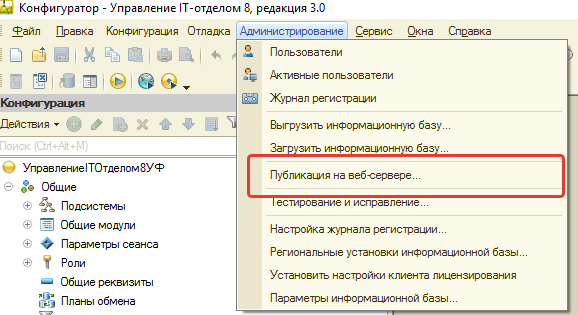 Конфигуратор - Управление IT-отделом 8, редакция 3.0
Файл Правка Конфигурация Отладка Администрирование Сервис Окна Справка
Пользователи
Активные пользователи
Журнал регистрации
Выгрузить информационную базу...
Загрузить информационную базу...
Публикация на веб-сервере...
Тестирование и исправление...
Настройка журнала регистрации...
Региональные установки информационной базы...
Установить настройки клиента лицензирования
Параметры информационной базы...
Конфигурация
Действия
Поиск (Ctrl+Alt+M)
УправлениеITОтделом8УФ
Общие
Подсистемы
Общие модули
Параметры сеанса
Роли
Общие реквизиты
Планы обмена